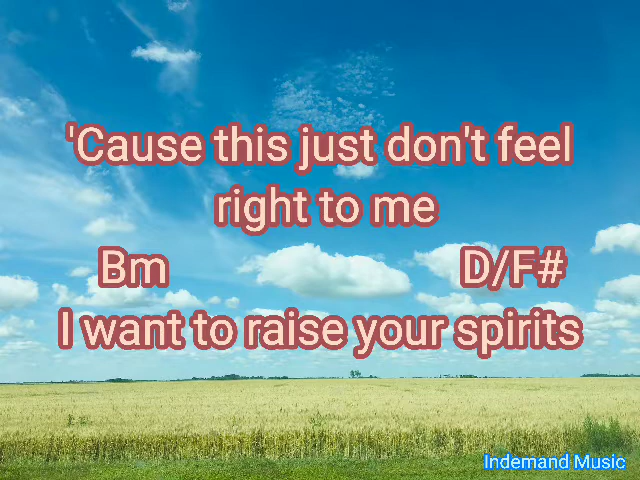 'Cause this just don't feel
right to me
Bm D/F#
I want to raise your spirits
Indemand Music